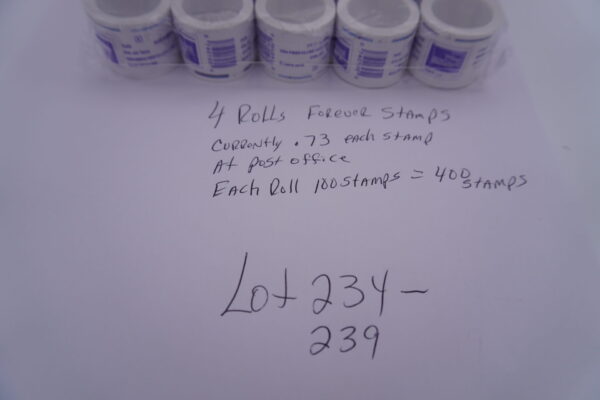 4 Rolls Forever Stamps
Currontly .73 each stamp
At post office
Each Roll 100 stamps = 400 stamps
Lot 234 -
239